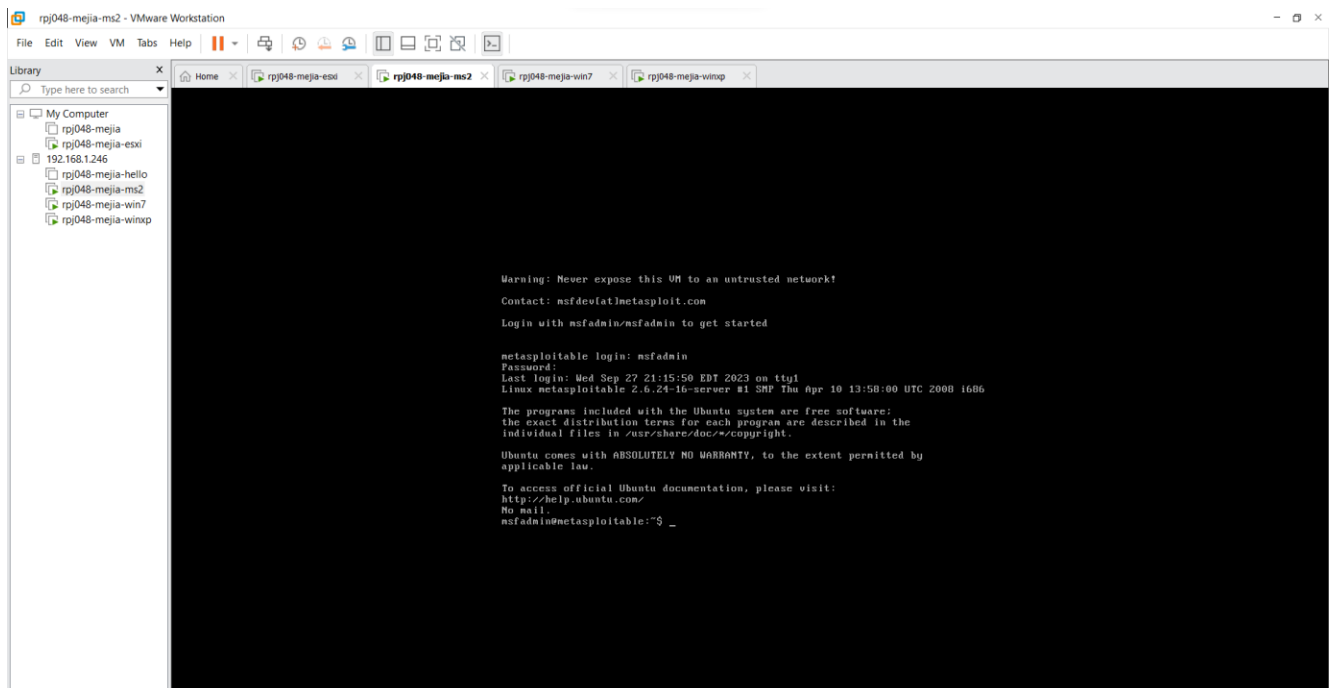 rpj048-mejia-ms2 - VMware Workstation
File Edit View VM Tabs Help
Library
Type here to search
My Computer
rpj048-mejia
rpj048-mejia-esxi
192.168.1.246
rpj048-mejia-hello
rpj048-mejia-ms2
rpj048-mejia-win7
rpj048-mejia-winxp
Home
rpj048-mejia-esxi
rpj048-mejia-ms2
rpj048-mejia-win7
rpj048-mejia-winxp
Warning: Never expose this VM to an untrusted network!
Contact: msfdev[at]metasploit.com
Login with msfadmin/msfadmin to get started
metasploitable login: msfadmin
Password:
Last login: Wed Sep 27 21:15:50 EDT 2023 on tty1
Linux metasploitable 2.6.24-16-server #1 SMP Thu Apr 10 13:58:00 UTC 2008 i686
The programs included with the Ubuntu system are free software;
the exact distribution terms for each program are described in the
individual files in /usr/share/doc/*/copyright.
Ubuntu comes with ABSOLUTELY NO WARRANTY, to the extent permitted by
applicable law.
To access official Ubuntu documentation, please visit:
http://help.ubuntu.com/
No mail.
msfadmin@metasploitable:~$ _